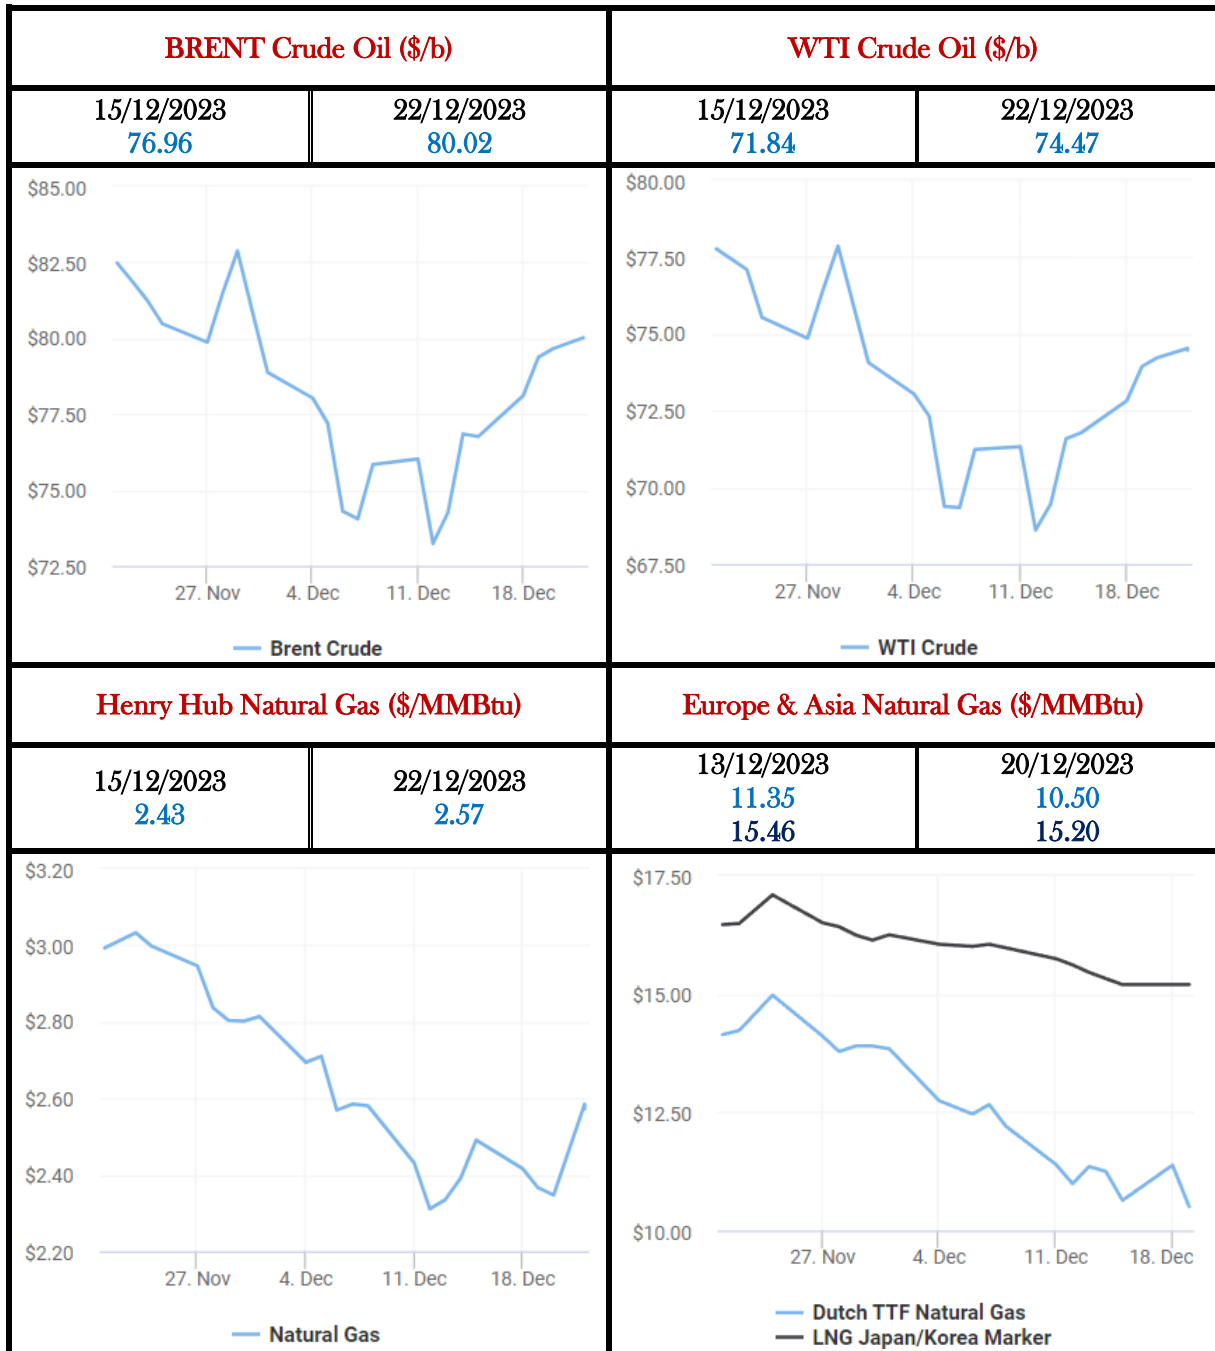 BRENT Crude Oil ($/b)
WTI Crude Oil ($/b)
15/12/2023
76.96
22/12/2023
80.02
15/12/2023
71.84
22/12/2023
74.47
$85.00
$82.50
$80.00
$77.50
$75.00
$72.50
27. Nov
4. Dec
11. Dec
18. Dec
Brent Crude
$80.00
$77.50
$75.00
$72.50
$70.00
$67.50
27. Nov
4. Dec
11. Dec
18. Dec
WTI Crude
Henry Hub Natural Gas ($/MMBtu)
Europe & Asia Natural Gas ($/MMBtu)
15/12/2023
2.43
22/12/2023
2.57
13/12/2023
11.35
15.46
20/12/2023
10.50
15.20
$3.20
$3.00
$2.80
$2.60
$2.40
$2.20
27. Nov
4. Dec
11. Dec
18. Dec
Natural Gas
$17.50
$15.00
$12.50
$10.00
27. Nov
4. Dec
11. Dec
18. Dec
Dutch TTF Natural Gas
LNG Japan/Korea Marker